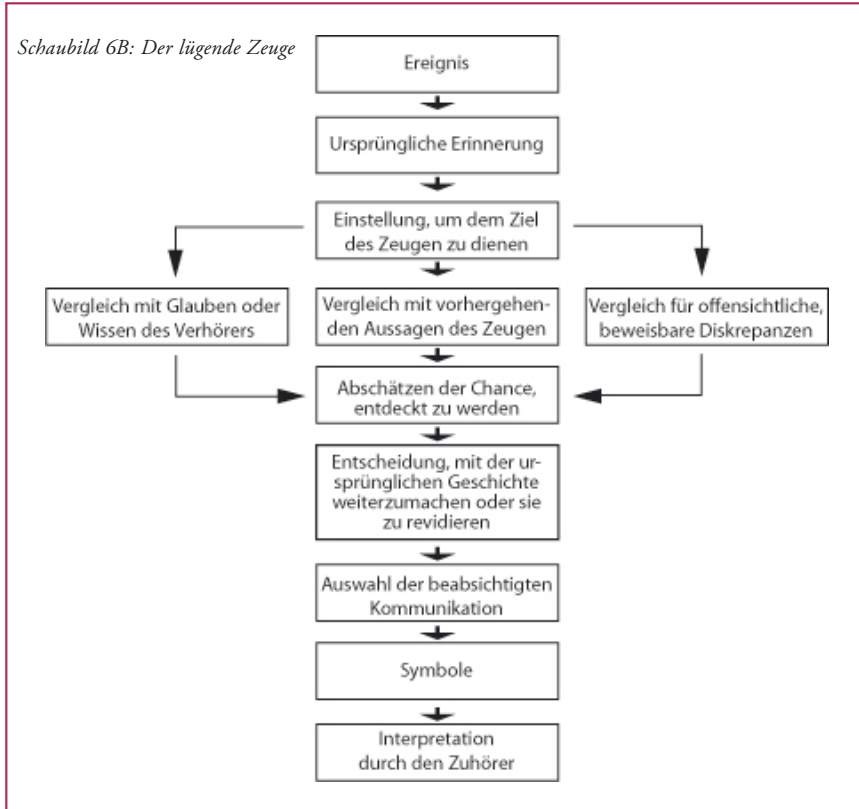 Schaubild 6B: Der lügende Zeuge
Ereignis
Ursprüngliche Erinnerung
Einstellung, um dem Ziel
des Zeugen zu dienen
Vergleich mit Glauben oder
Wissen des Verhörers
Vergleich mit vorhergehen-
den Aussagen des Zeugen
Vergleich für offensichtliche,
beweisbare Diskrepanzen
Abschätzen der Chance,
entdeckt zu werden
Entscheidung, mit der ur-
sprünglichen Geschichte
weiterzumachen oder sie
zu revidieren
Auswahl der beabsichtigten
Kommunikation
Symbole
Interpretation
durch den Zuhörer